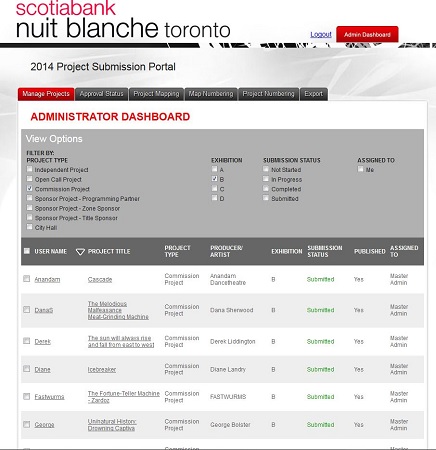 scotiabank
nuit blanche toronto
Logout Admin Dashboard
2014 Project Submission Portal
Manage Projects Approval Status Project Mapping Map Numbering Project Numbering Export
ADMINISTRATOR DASHBOARD
View Options
FILTER BY:
PROJECT TYPE EXHIBITION SUBMISSION STATUS ASSIGNED TO
Independent Project A Not Started Me
Open Call Project B In Progress
Commission Project C Completed
Sponsor Project - Programming Partner D Submitted
Sponsor Project - Zone Sponsor
Sponsor Project - Title Sponsor
City Hall
USER NAME PROJECT TITLE PROJECT TYPE PRODUCER/ARTIST EXHIBITION SUBMISSION STATUS PUBLISHED ASSIGNED TO
Anandam Cascade Commission Project Anandam Dancetheatre B Submitted Yes Master Admin
DanaS The Melodious Malfeasance Meat-Grinding Machine Commission Project Dana Sherwood B Submitted Yes Master Admin
Derek The sun will always rise and fall from east to west Commission Project Derek Liddington B Submitted Yes Master Admin
Diane Icebreaker Commission Project Diane Landry B Submitted Yes Master Admin
Fastwurms The Fortune-Teller Machine - Zardoz Commission Project FASTWURMS B Submitted Yes Master Admin
George Uninatural History: Drowning Captiva Commission Project George Bolster B Submitted Yes Master Admin
Commission Master